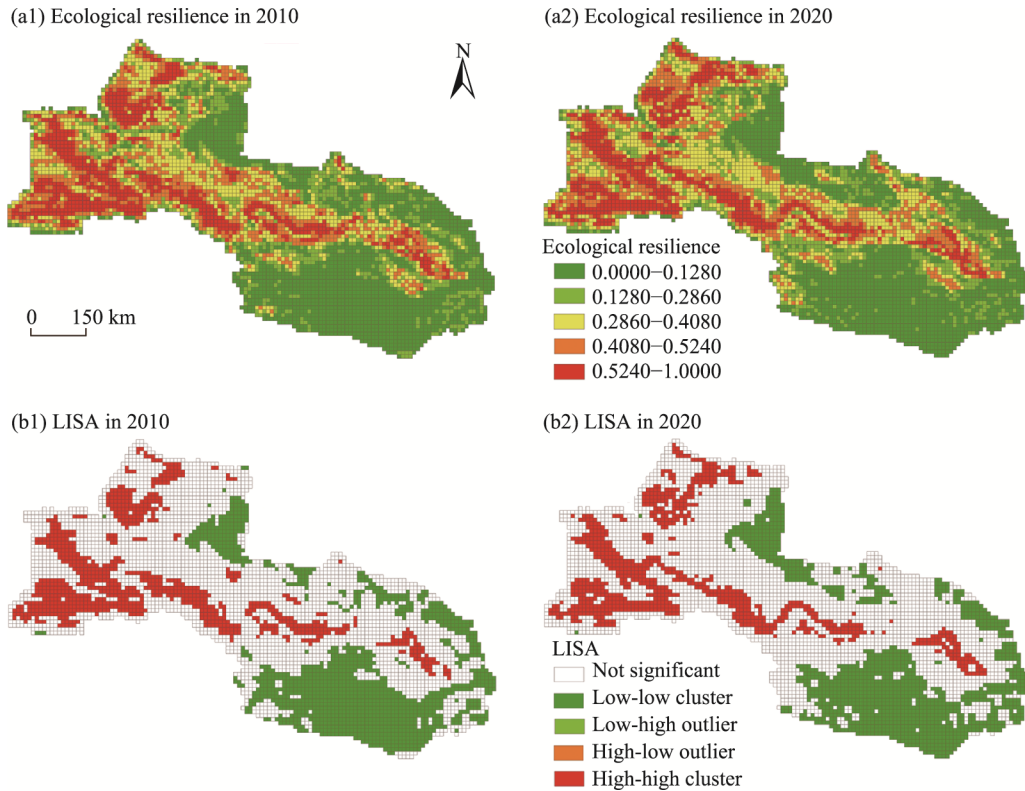 (a1) Ecological resilience in 2010
(a2) Ecological resilience in 2020
N
Ecological resilience
0.0000−0.1280
0.1280−0.2860
0.2860−0.4080
0.4080−0.5240
0.5240−1.0000
0 150 km
(b1) LISA in 2010
(b2) LISA in 2020
LISA
Not significant
Low-low cluster
Low-high outlier
High-low outlier
High-high cluster